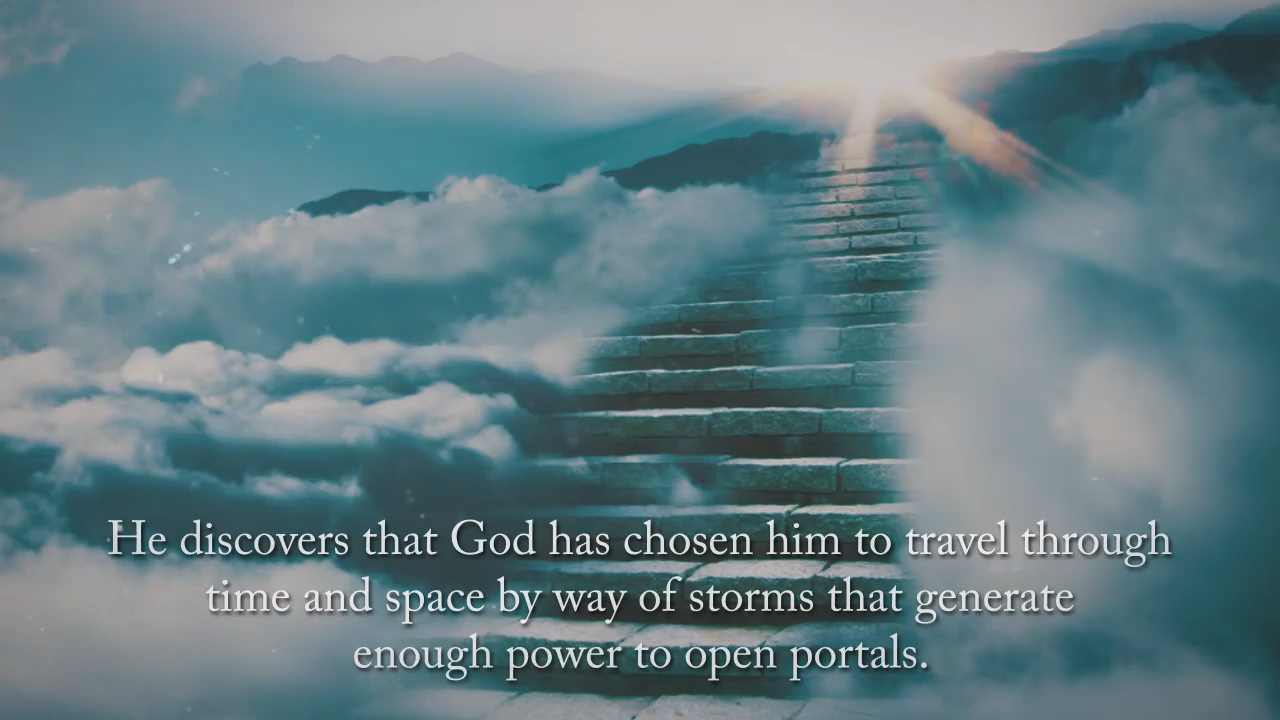 He discovers that God has chosen him to travel through
time and space by way of storms that generate
enough power to open portals.